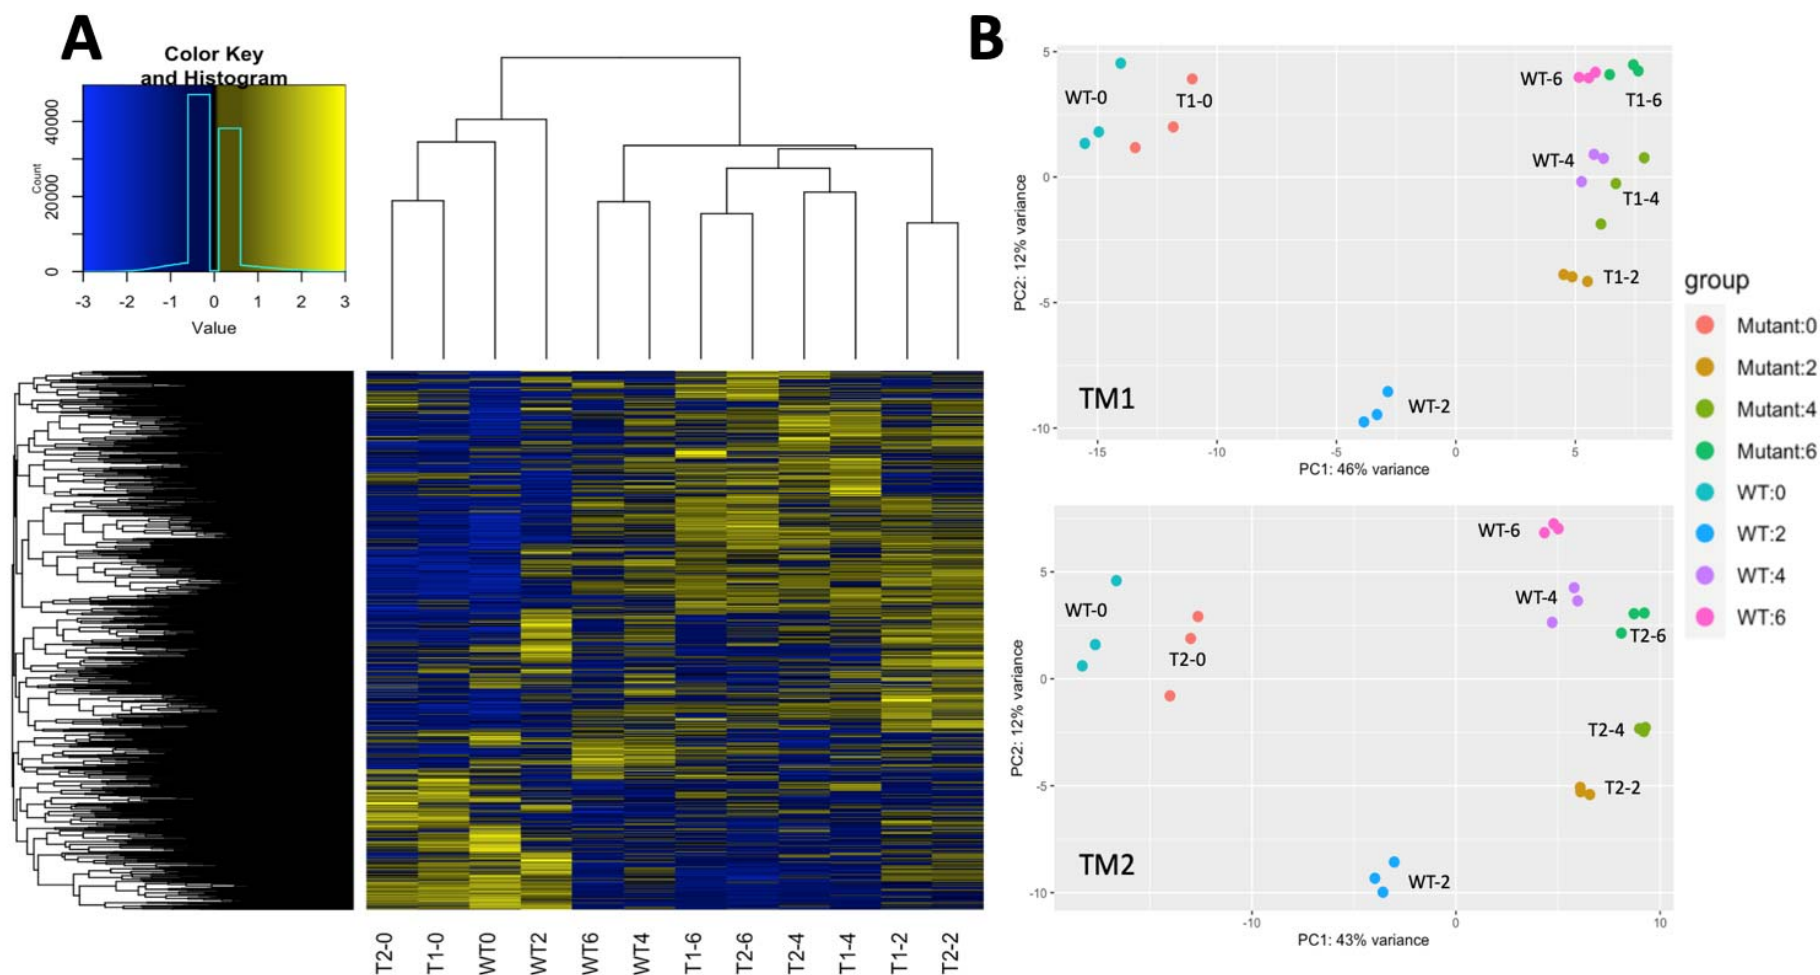 A
Color Key
and Histogram
Count
0
20000
40000
-3 -2 -1 0 1 2 3
Value
T2-0 T1-0 WT0 WT2 WT6 WT4 T1-6 T2-6 T2-4 T1-4 T1-2 T2-2
B
PC2: 12% variance
5
0
-5
-10
WT-0
T1-0
WT-6
T1-6
WT-4
T1-4
T1-2
WT-2
TM1
-15 -10 -5 0 5
PC1: 46% variance
PC2: 12% variance
5
0
-5
-10
WT-6
WT-0
WT-4
T2-6
T2-0
T2-4
T2-2
WT-2
TM2
-10 0 10
PC1: 43% variance
group
Mutant:0
Mutant:2
Mutant:4
Mutant:6
WT:0
WT:2
WT:4
WT:6